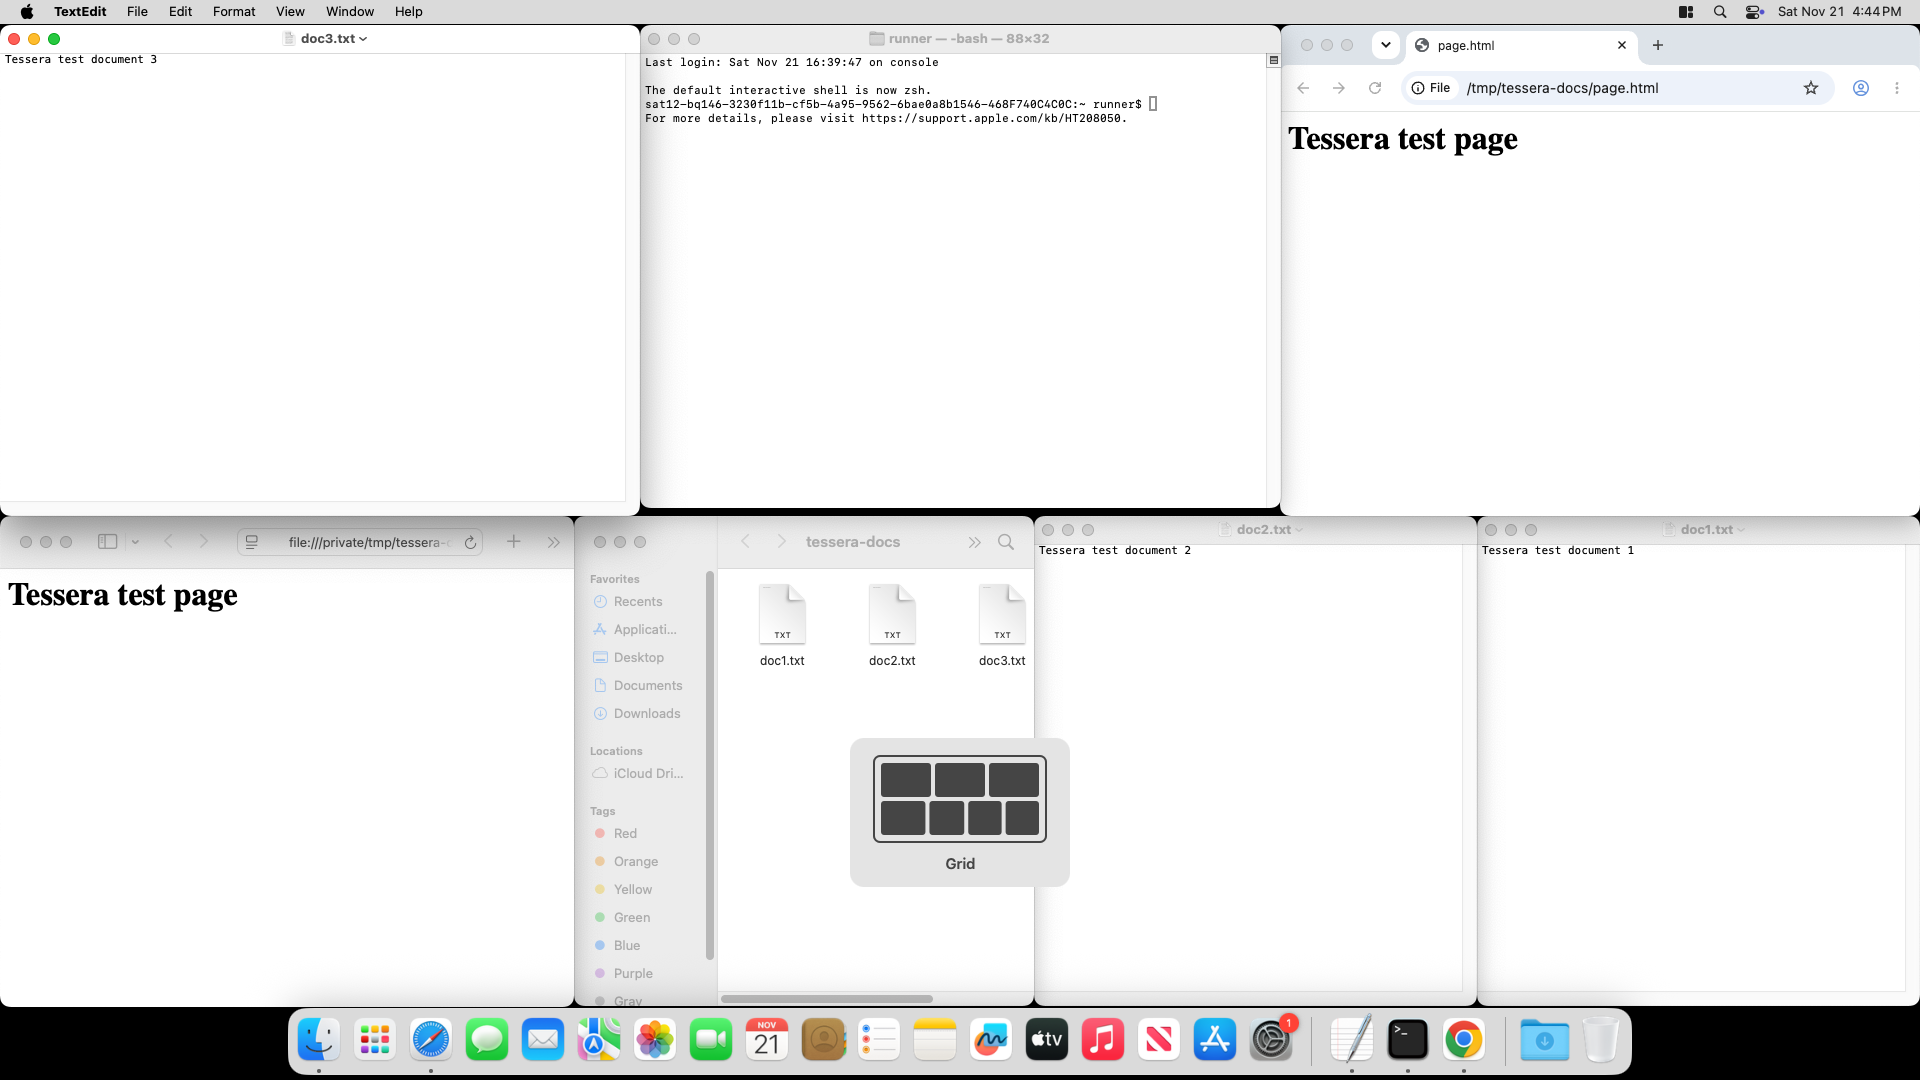 TextEdit File Edit Format View Window Help
Sat Nov 21 4:44 PM
doc3.txt
Tessera test document 3
runner — -bash — 88×32
Last login: Sat Nov 21 16:39:47 on console
The default interactive shell is now zsh.
sat12-bq146-3230f11b-cf5b-4a95-9562-6bae0a8b1546-468F740C4C0C:~ runner$
For more details, please visit https://support.apple.com/kb/HT208050.
page.html
File /tmp/tessera-docs/page.html
Tessera test page
file:///private/tmp/tessera-
Tessera test page
tessera-docs
Favorites
Recents
Applicati...
Desktop
Documents
Downloads
Locations
iCloud Dri...
Tags
Red
Orange
Yellow
Green
Blue
Purple
Gray
TXT TXT TXT
doc1.txt doc2.txt doc3.txt
doc2.txt
Tessera test document 2
doc1.txt
Tessera test document 1
Grid
NOV
21
tv
1
>_